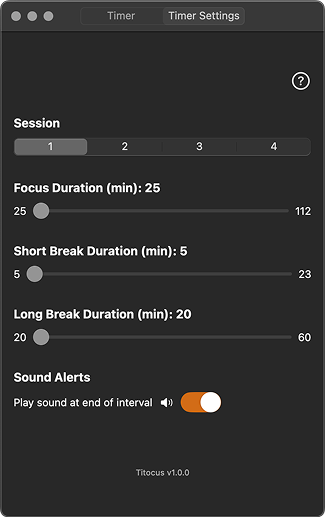 Timer Timer Settings
?
Session
1 2 3 4
Focus Duration (min): 25
25 112
Short Break Duration (min): 5
5 23
Long Break Duration (min): 20
20 60
Sound Alerts
Play sound at end of interval
Titocus v1.0.0